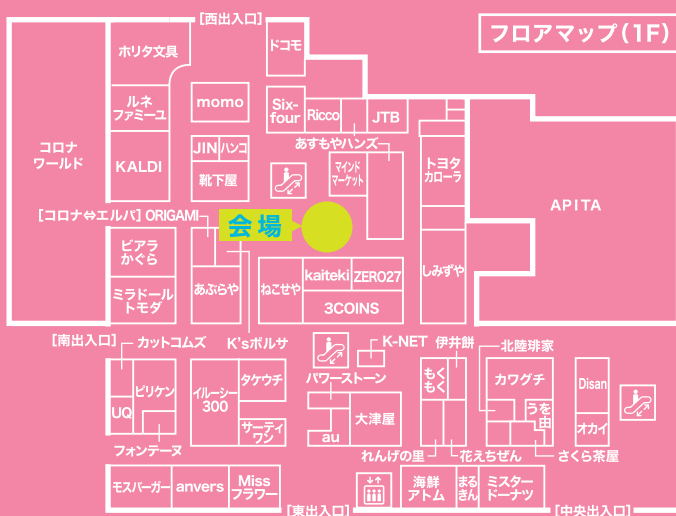 [西出入口]
フロアマップ(1F)
ホリタ文具
ドコモ
ルネ
ファミーユ
momo
Six-
four
Ricco
JTB
コロナ
ワールド
KALDI
JIN
ハンコ
靴下屋
あすもやハンズ
マインド
マーケット
トヨタ
カローラ
APITA
[コロナ⇔エルパ]
ORIGAMI
会場
ビアラ
かぐら
あぶらや
ねこせや
kaiteki
ZERO27
しみずや
ミラドール
トモダ
3COINS
[南出入口]
カットコムズ
K'sボルサ
K-NET
伊井餅
北陸琲家
ピリケン
イルーシー
300
タケウチ
パワーストーン
もく
もく
カワグチ
Disan
UQ
サーティ
ワン
au
大津屋
うを
由
オカイ
フォンテーヌ
れんげの里
花えちぜん
さくら茶屋
モスバーガー
anvers
Miss
フラワー
海鮮
アトム
まる
きん
ミスター
ドーナツ
[東出入口]
[中央出入口]